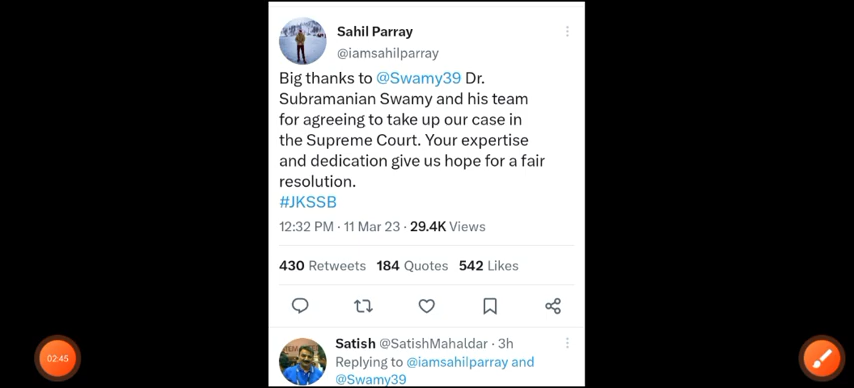 Sahil Parray
@iamsahilparray
Big thanks to @Swamy39 Dr.
Subramanian Swamy and his team
for agreeing to take up our case in
the Supreme Court. Your expertise
and dedication give us hope for a fair
resolution.
#JKSSB
12:32 PM · 11 Mar 23 · 29.4K Views
430 Retweets 184 Quotes 542 Likes
Satish @SatishMahaldar · 3h
Replying to @iamsahilparray and
@Swamy39
02:45